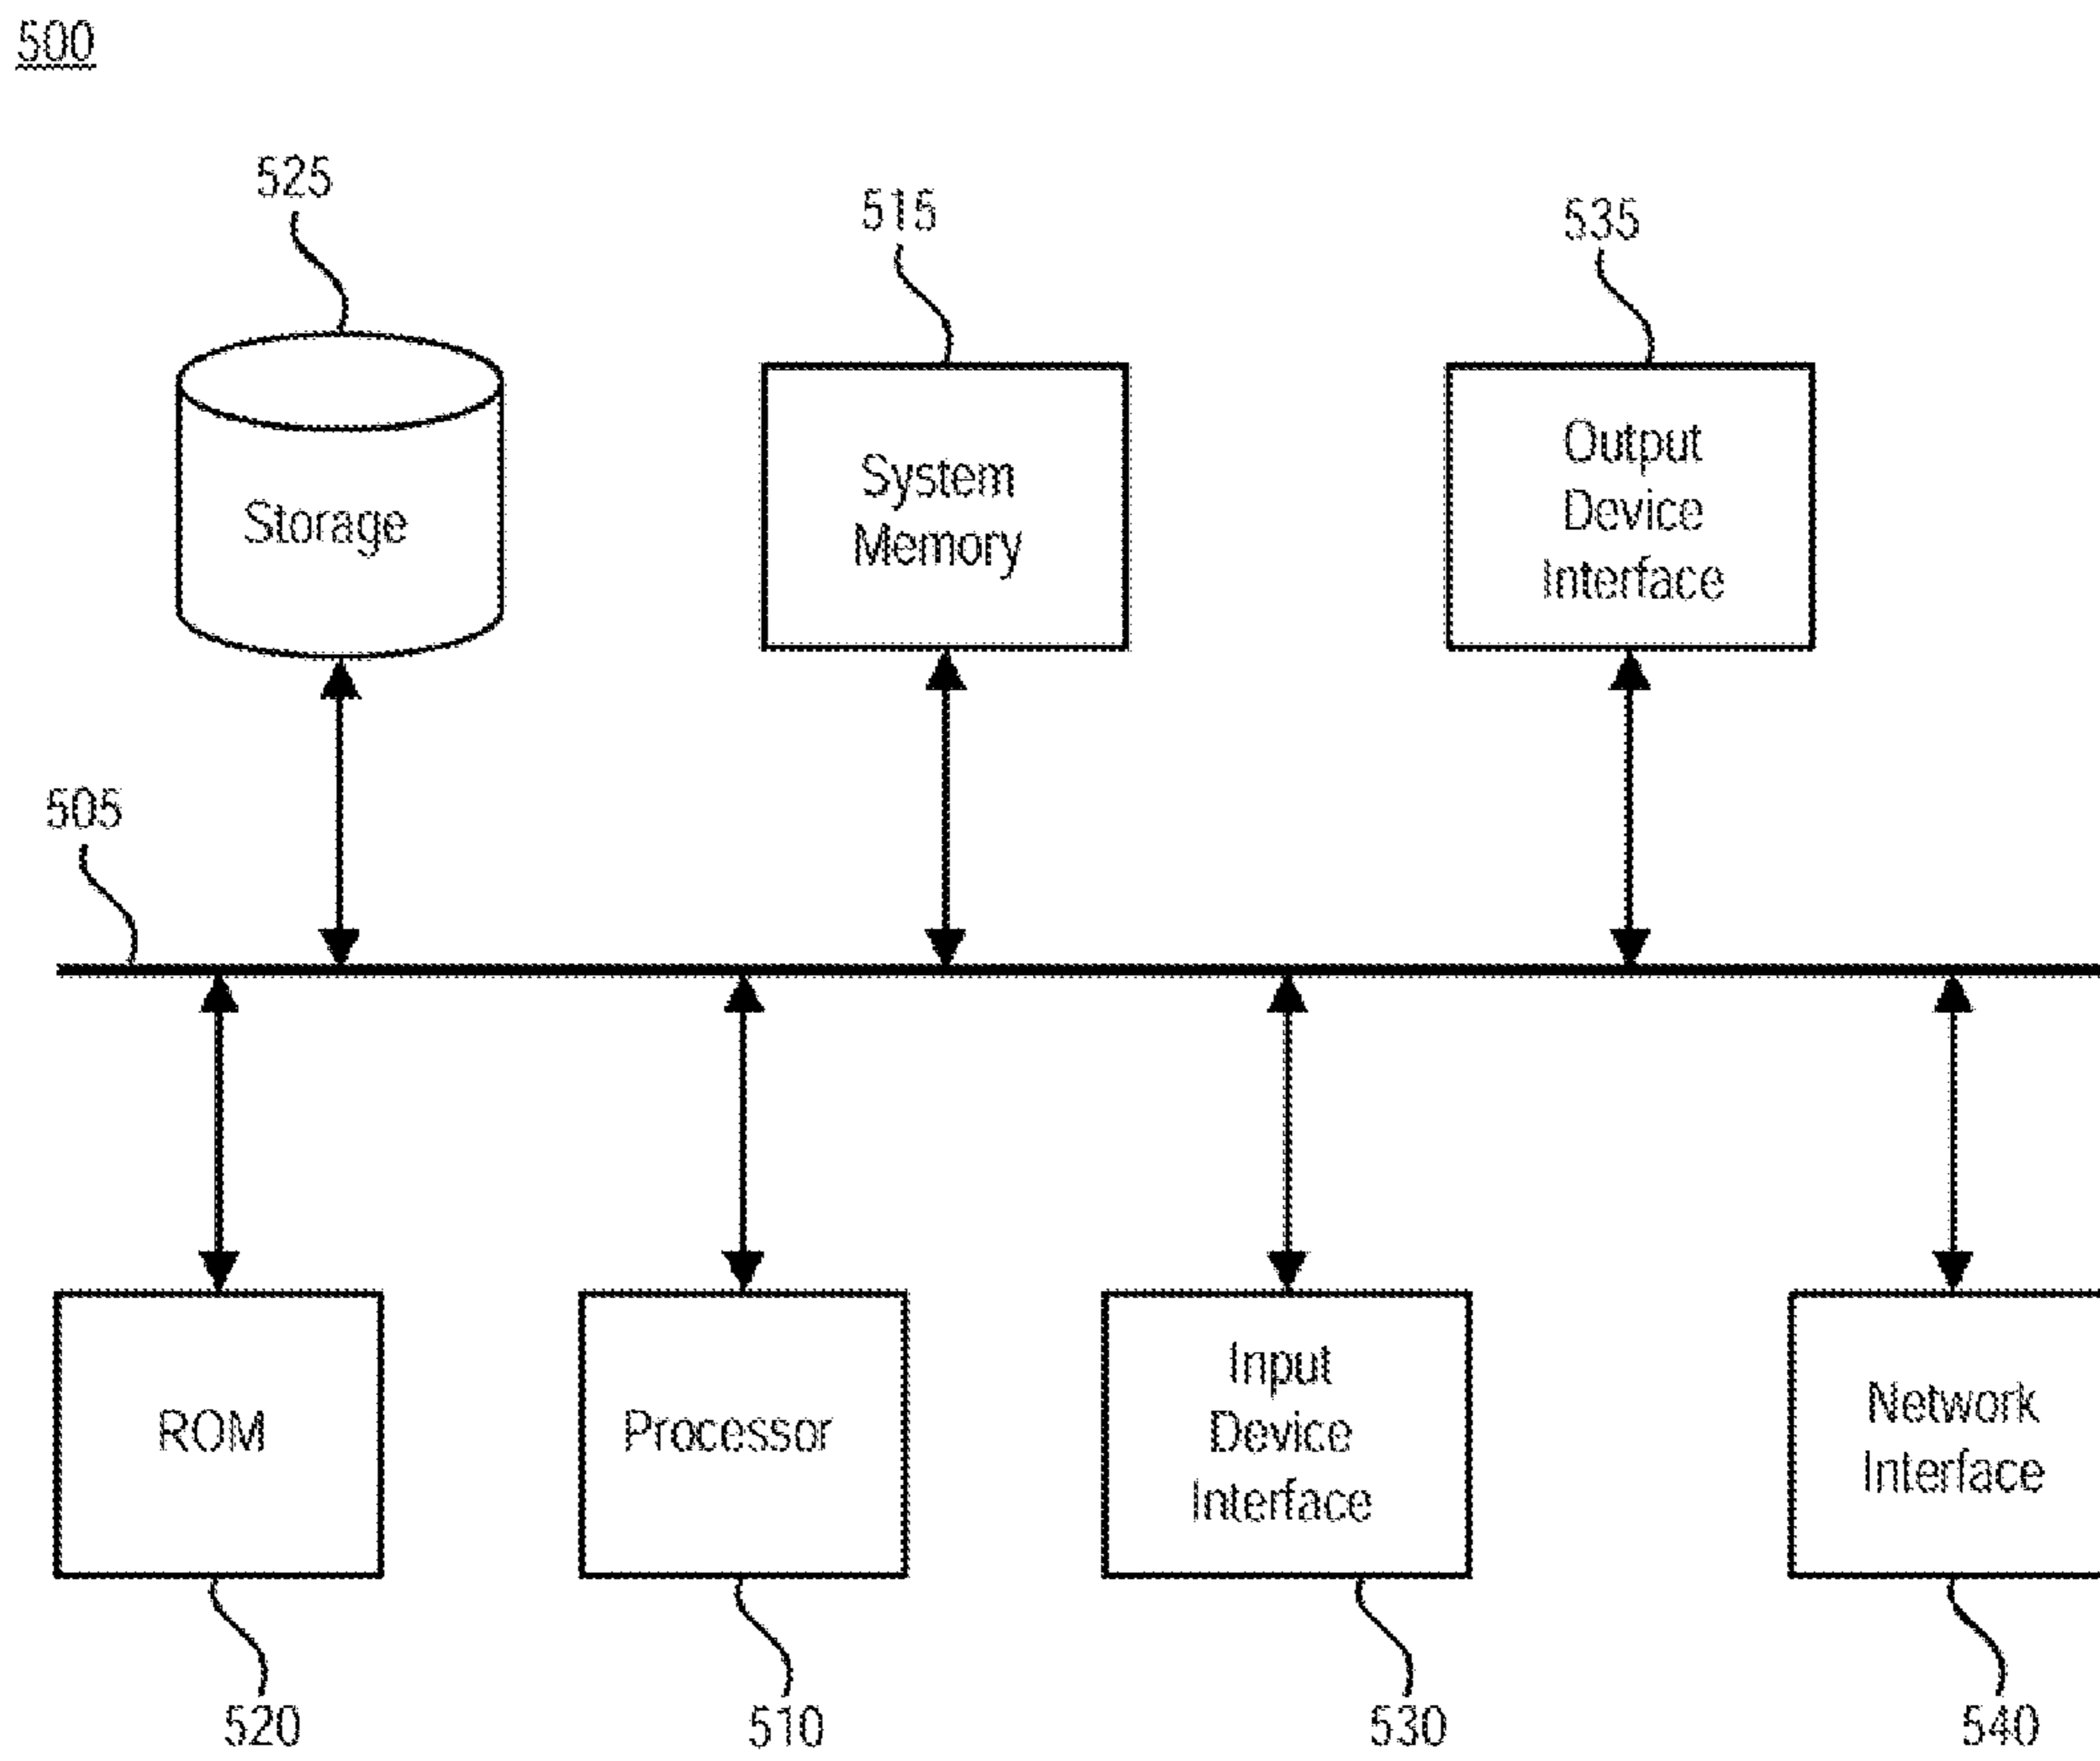 500
525
515
535
Storage
System
Memory
Output
Device
Interface
505
ROM
Processor
Input
Device
Interface
Network
Interface
520
510
530
540